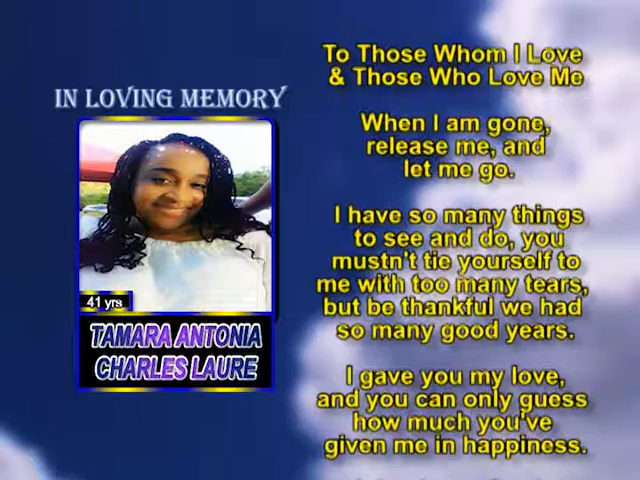 IN LOVING MEMORY
41 yrs
TAMARA ANTONIA
CHARLES LAURE
To Those Whom I Love
& Those Who Love Me
When I am gone,
release me, and
let me go.
I have so many things
to see and do, you
mustn't tie yourself to
me with too many tears,
but be thankful we had
so many good years.
I gave you my love,
and you can only guess
how much you've
given me in happiness.